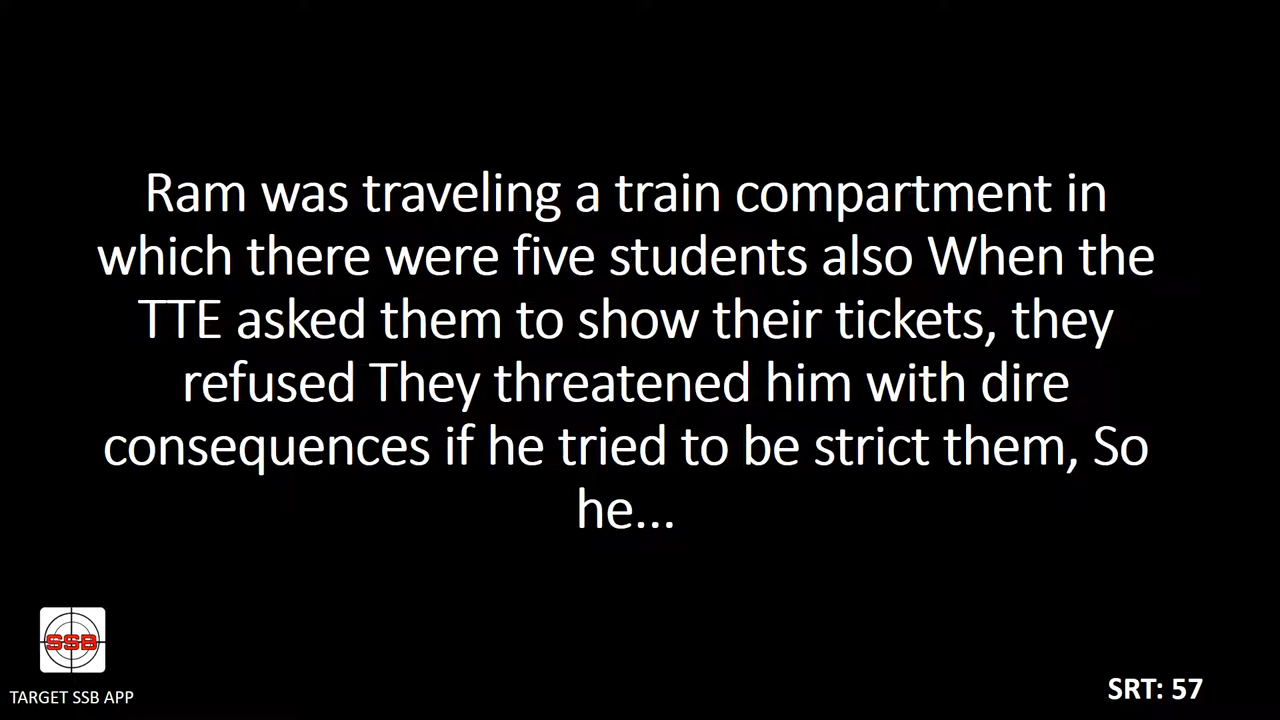 Ram was traveling a train compartment in
which there were five students also When the
TTE asked them to show their tickets, they
refused They threatened him with dire
consequences if he tried to be strict them, So
he...
SSB
TARGET SSB APP
SRT: 57